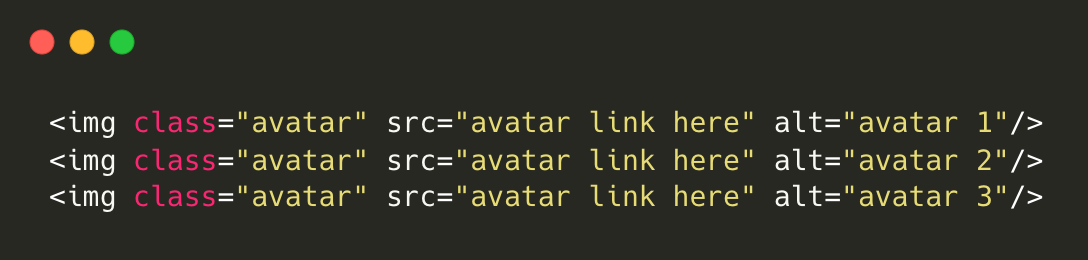 <img class="avatar" src="avatar link here" alt="avatar 1"/>
<img class="avatar" src="avatar link here" alt="avatar 2"/>
<img class="avatar" src="avatar link here" alt="avatar 3"/>